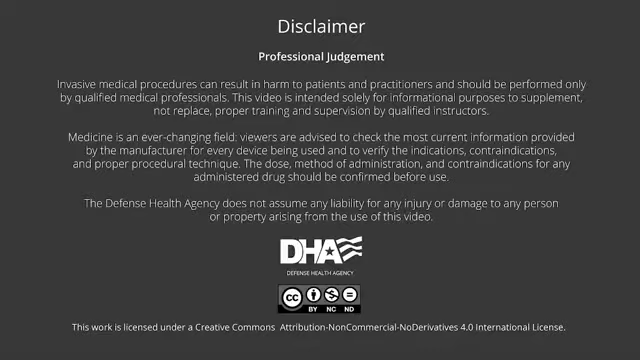 Disclaimer
Professional Judgement
Invasive medical procedures can result in harm to patients and practitioners and should be performed only
by qualified medical professionals. This video is intended solely for informational purposes to supplement,
not replace, proper training and supervision by qualified instructors.
Medicine is an ever-changing field: viewers are advised to check the most current information provided
by the manufacturer for every device being used and to verify the indications, contraindications,
and proper procedural technique. The dose, method of administration, and contraindications for any
administered drug should be confirmed before use.
The Defense Health Agency does not assume any liability for any injury or damage to any person
or property arising from the use of this video.
DHA
DEFENSE HEALTH AGENCY
CC
BY NC ND
This work is licensed under a Creative Commons Attribution-NonCommercial-NoDerivatives 4.0 International License.